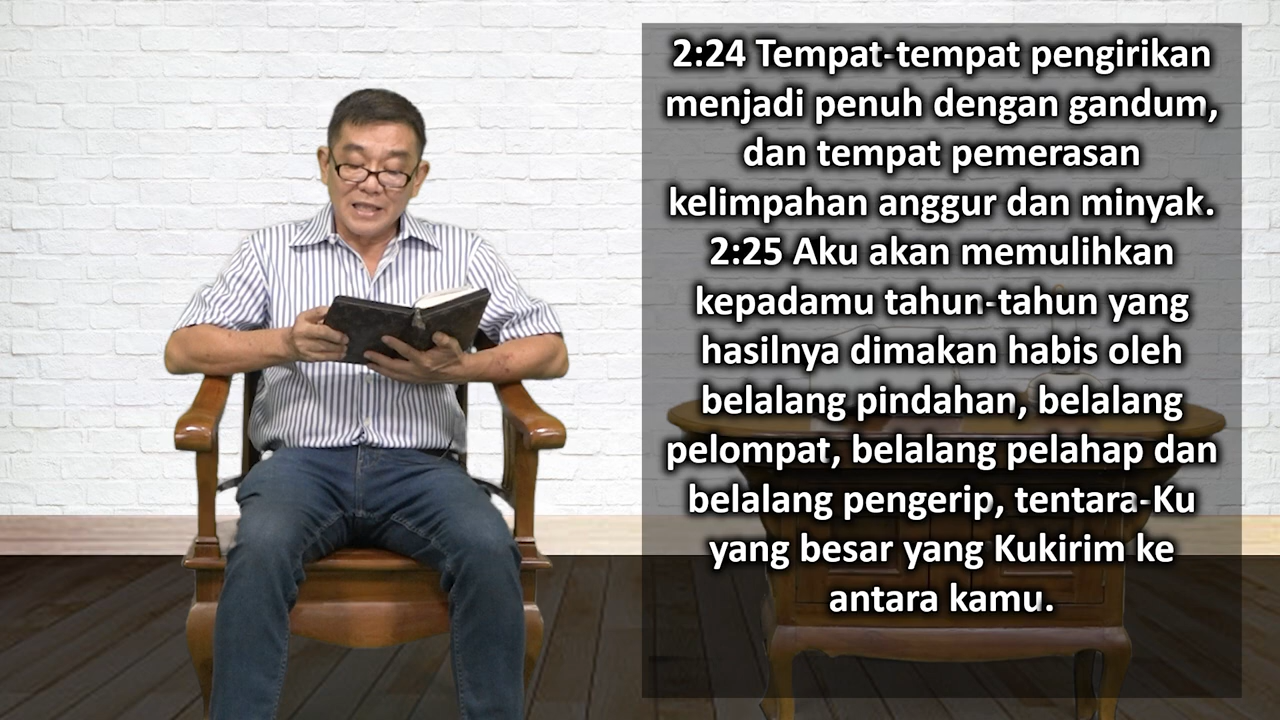 2:24 Tempat-tempat pengirikan
menjadi penuh dengan gandum,
dan tempat pemerasan
kelimpahan anggur dan minyak.
2:25 Aku akan memulihkan
kepadamu tahun-tahun yang
hasilnya dimakan habis oleh
belalang pindahan, belalang
pelompat, belalang pelahap dan
belalang pengerip, tentara-Ku
yang besar yang Kukirim ke
antara kamu.